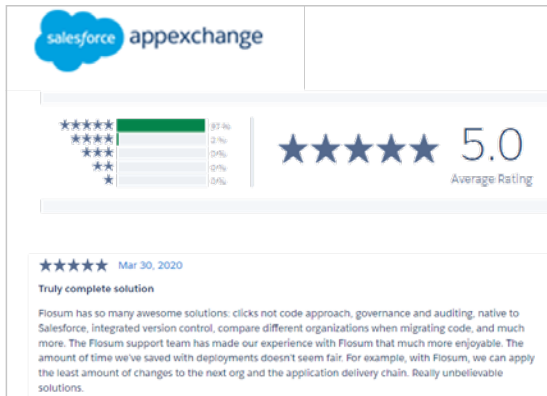 salesforce appexchange
97%
2%
0%
0%
0%
5.0
Average Rating
Mar 30, 2020
Truly complete solution
Flosum has so many awesome solutions: clicks not code approach, governance and auditing, native to
Salesforce, integrated version control, compare different organizations when migrating code, and much
more. The Flosum support team has made our experience with Flosum that much more enjoyable. The
amount of time we've saved with deployments doesn't seem fair. For example, with Flosum, we can apply
the least amount of changes to the next org and the application delivery chain. Really unbelievable
solutions.